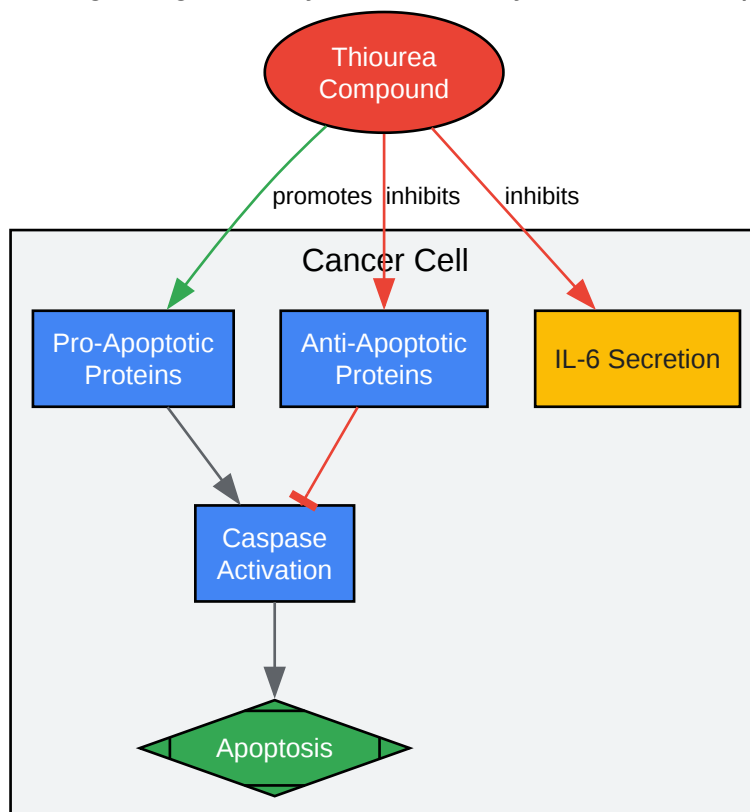 Thiourea
Compound
promotes
inhibits
inhibits
Cancer Cell
Pro-Apoptotic
Proteins
Anti-Apoptotic
Proteins
IL-6 Secretion
Caspase
Activation
Apoptosis